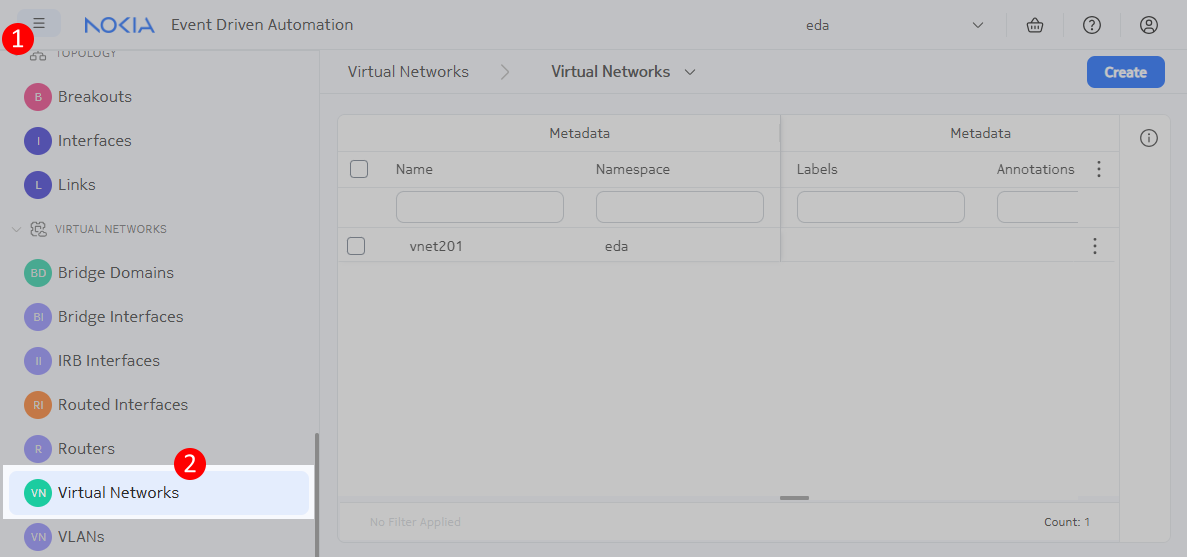 1
NOKIA Event Driven Automation
eda
TOPOLOGY
B Breakouts
I Interfaces
L Links
VIRTUAL NETWORKS
BD Bridge Domains
BI Bridge Interfaces
II IRB Interfaces
RI Routed Interfaces
R Routers
2
VN Virtual Networks
VN VLANs
Virtual Networks
Virtual Networks
Create
Metadata
Metadata
Name
Namespace
Labels
Annotations
vnet201
eda
No Filter Applied
Count: 1